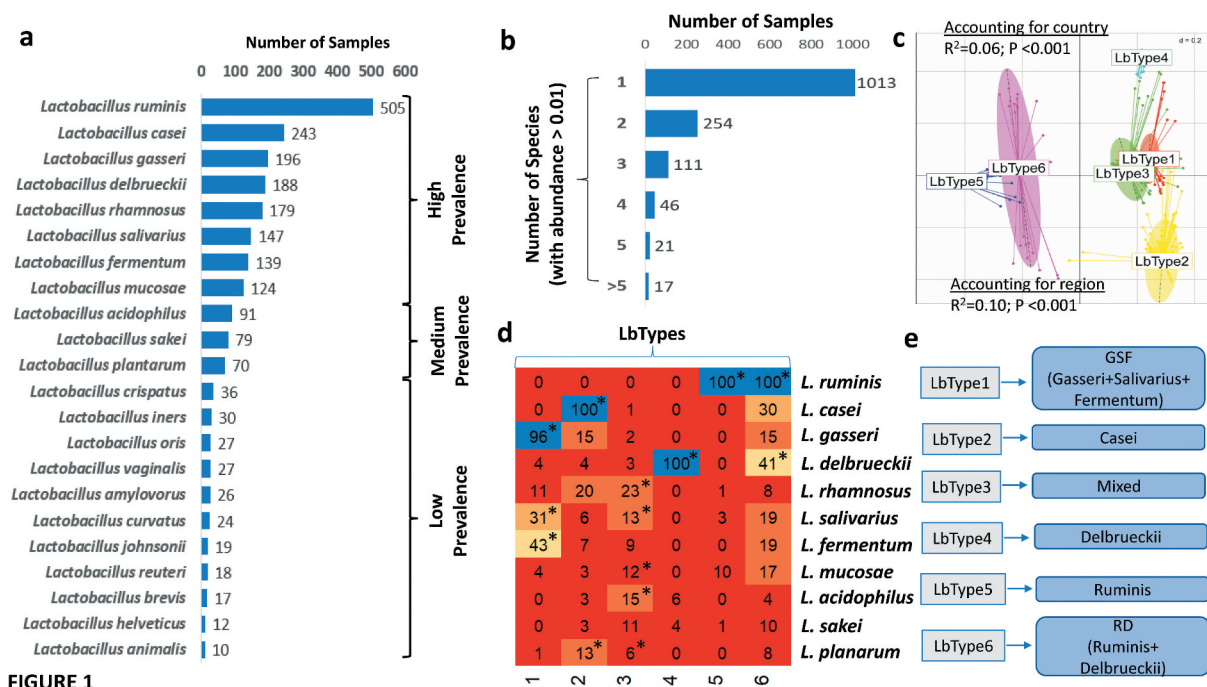 a
Number of Samples
0 100 200 300 400 500 600
Lactobacillus ruminis 505
Lactobacillus casei 243
Lactobacillus gasseri 196
Lactobacillus delbrueckii 188
Lactobacillus rhamnosus 179
Lactobacillus salivarius 147
Lactobacillus fermentum 139
Lactobacillus mucosae 124
Lactobacillus acidophilus 91
Lactobacillus sakei 79
Lactobacillus plantarum 70
Lactobacillus crispatus 36
Lactobacillus iners 30
Lactobacillus oris 27
Lactobacillus vaginalis 27
Lactobacillus amylovorus 26
Lactobacillus curvatus 24
Lactobacillus johnsonii 19
Lactobacillus reuteri 18
Lactobacillus brevis 17
Lactobacillus helveticus 12
Lactobacillus animalis 10
High
Prevalence
Medium
Prevalence
Low
Prevalence
FIGURE 1
b
Number of Samples
0 200 400 600 800 1000
Number of Species
(with abundance > 0.01)
1 1013
2 254
3 111
4 46
5 21
>5 17
c
Accounting for country
R²=0.06; P <0.001
d = 0.2
LbType4
LbType1
LbType3
LbType6
LbType5
LbType2
Accounting for region
R²=0.10; P <0.001
d
LbTypes
0 0 0 0 100* 100* L. ruminis
0 100* 1 0 0 30 L. casei
96* 15 2 0 0 15 L. gasseri
4 4 3 100* 0 41* L. delbrueckii
11 20 23* 0 1 8 L. rhamnosus
31* 6 13* 0 3 19 L. salivarius
43* 7 9 0 0 19 L. fermentum
4 3 12* 0 10 17 L. mucosae
0 3 15* 6 0 4 L. acidophilus
0 3 11 4 1 10 L. sakei
1 13* 6* 0 0 8 L. planarum
1 2 3 4 5 6
e
LbType1
GSF
(Gasseri+Salivarius+
Fermentum)
LbType2
Casei
LbType3
Mixed
LbType4
Delbrueckii
LbType5
Ruminis
LbType6
RD
(Ruminis+
Delbrueckii)